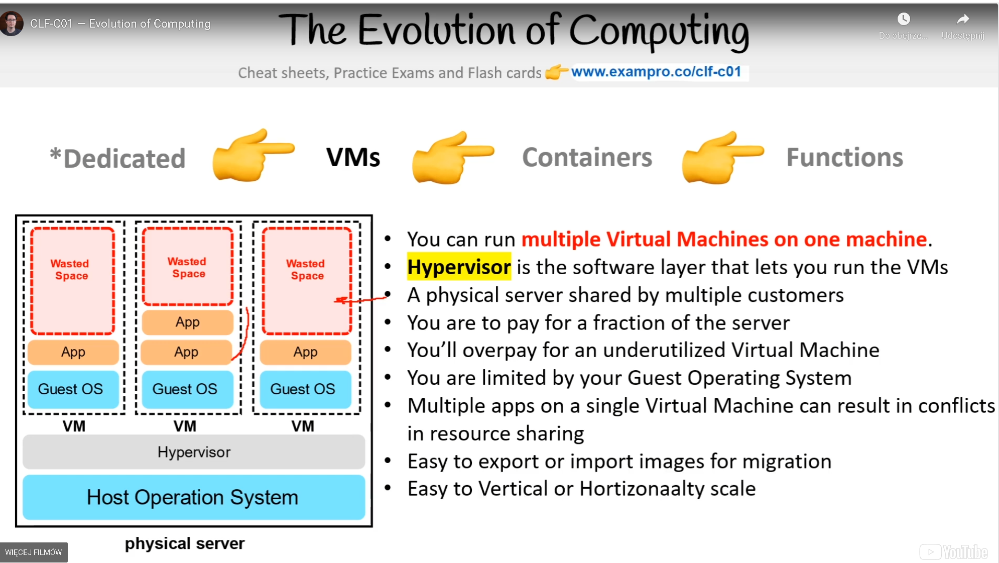 CLF-C01 – Evolution of Computing
The Evolution of Computing
Do obejrze...
Udostępnij
Cheat sheets, Practice Exams and Flash cards 👉 www.exampro.co/clf-c01
*Dedicated 👉 VMs 👉 Containers 👉 Functions
Wasted
Space
App
Guest OS
VM
Wasted
Space
App
App
Guest OS
VM
Wasted
Space
App
Guest OS
VM
Hypervisor
Host Operation System
physical server
• You can run multiple Virtual Machines on one machine.
• Hypervisor is the software layer that lets you run the VMs
• A physical server shared by multiple customers
• You are to pay for a fraction of the server
• You’ll overpay for an underutilized Virtual Machine
• You are limited by your Guest Operating System
• Multiple apps on a single Virtual Machine can result in conflicts
in resource sharing
• Easy to export or import images for migration
• Easy to Vertical or Hortizonaalty scale
WIĘCEJ FILMÓW
YouTube